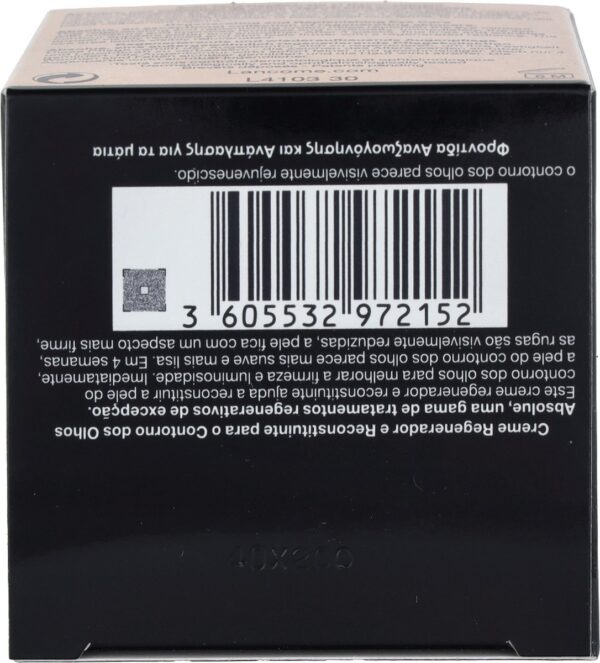 Lancome.com
L4103 30
6 M
Creme Regenerador e Reconstituinte para o Contorno dos Olhos
Absolue, uma gama de tratamentos regenerativos de excepção.
Este creme regenerador e reconstituinte ajuda a reconstituir a pele do
contorno dos olhos para melhorar a firmeza e luminosidade. Imediatamente,
a pele do contorno dos olhos parece mais suave e mais lisa. Em 4 semanas,
as rugas são visivelmente, reduzidas, a pele fica com um aspecto mais firme,
3 605532 972152
o contorno dos olhos parece visivelmente rejuvenescido.
Φροντίδα Αναζωογόνησης και Ανάπλασης για τα μάτια